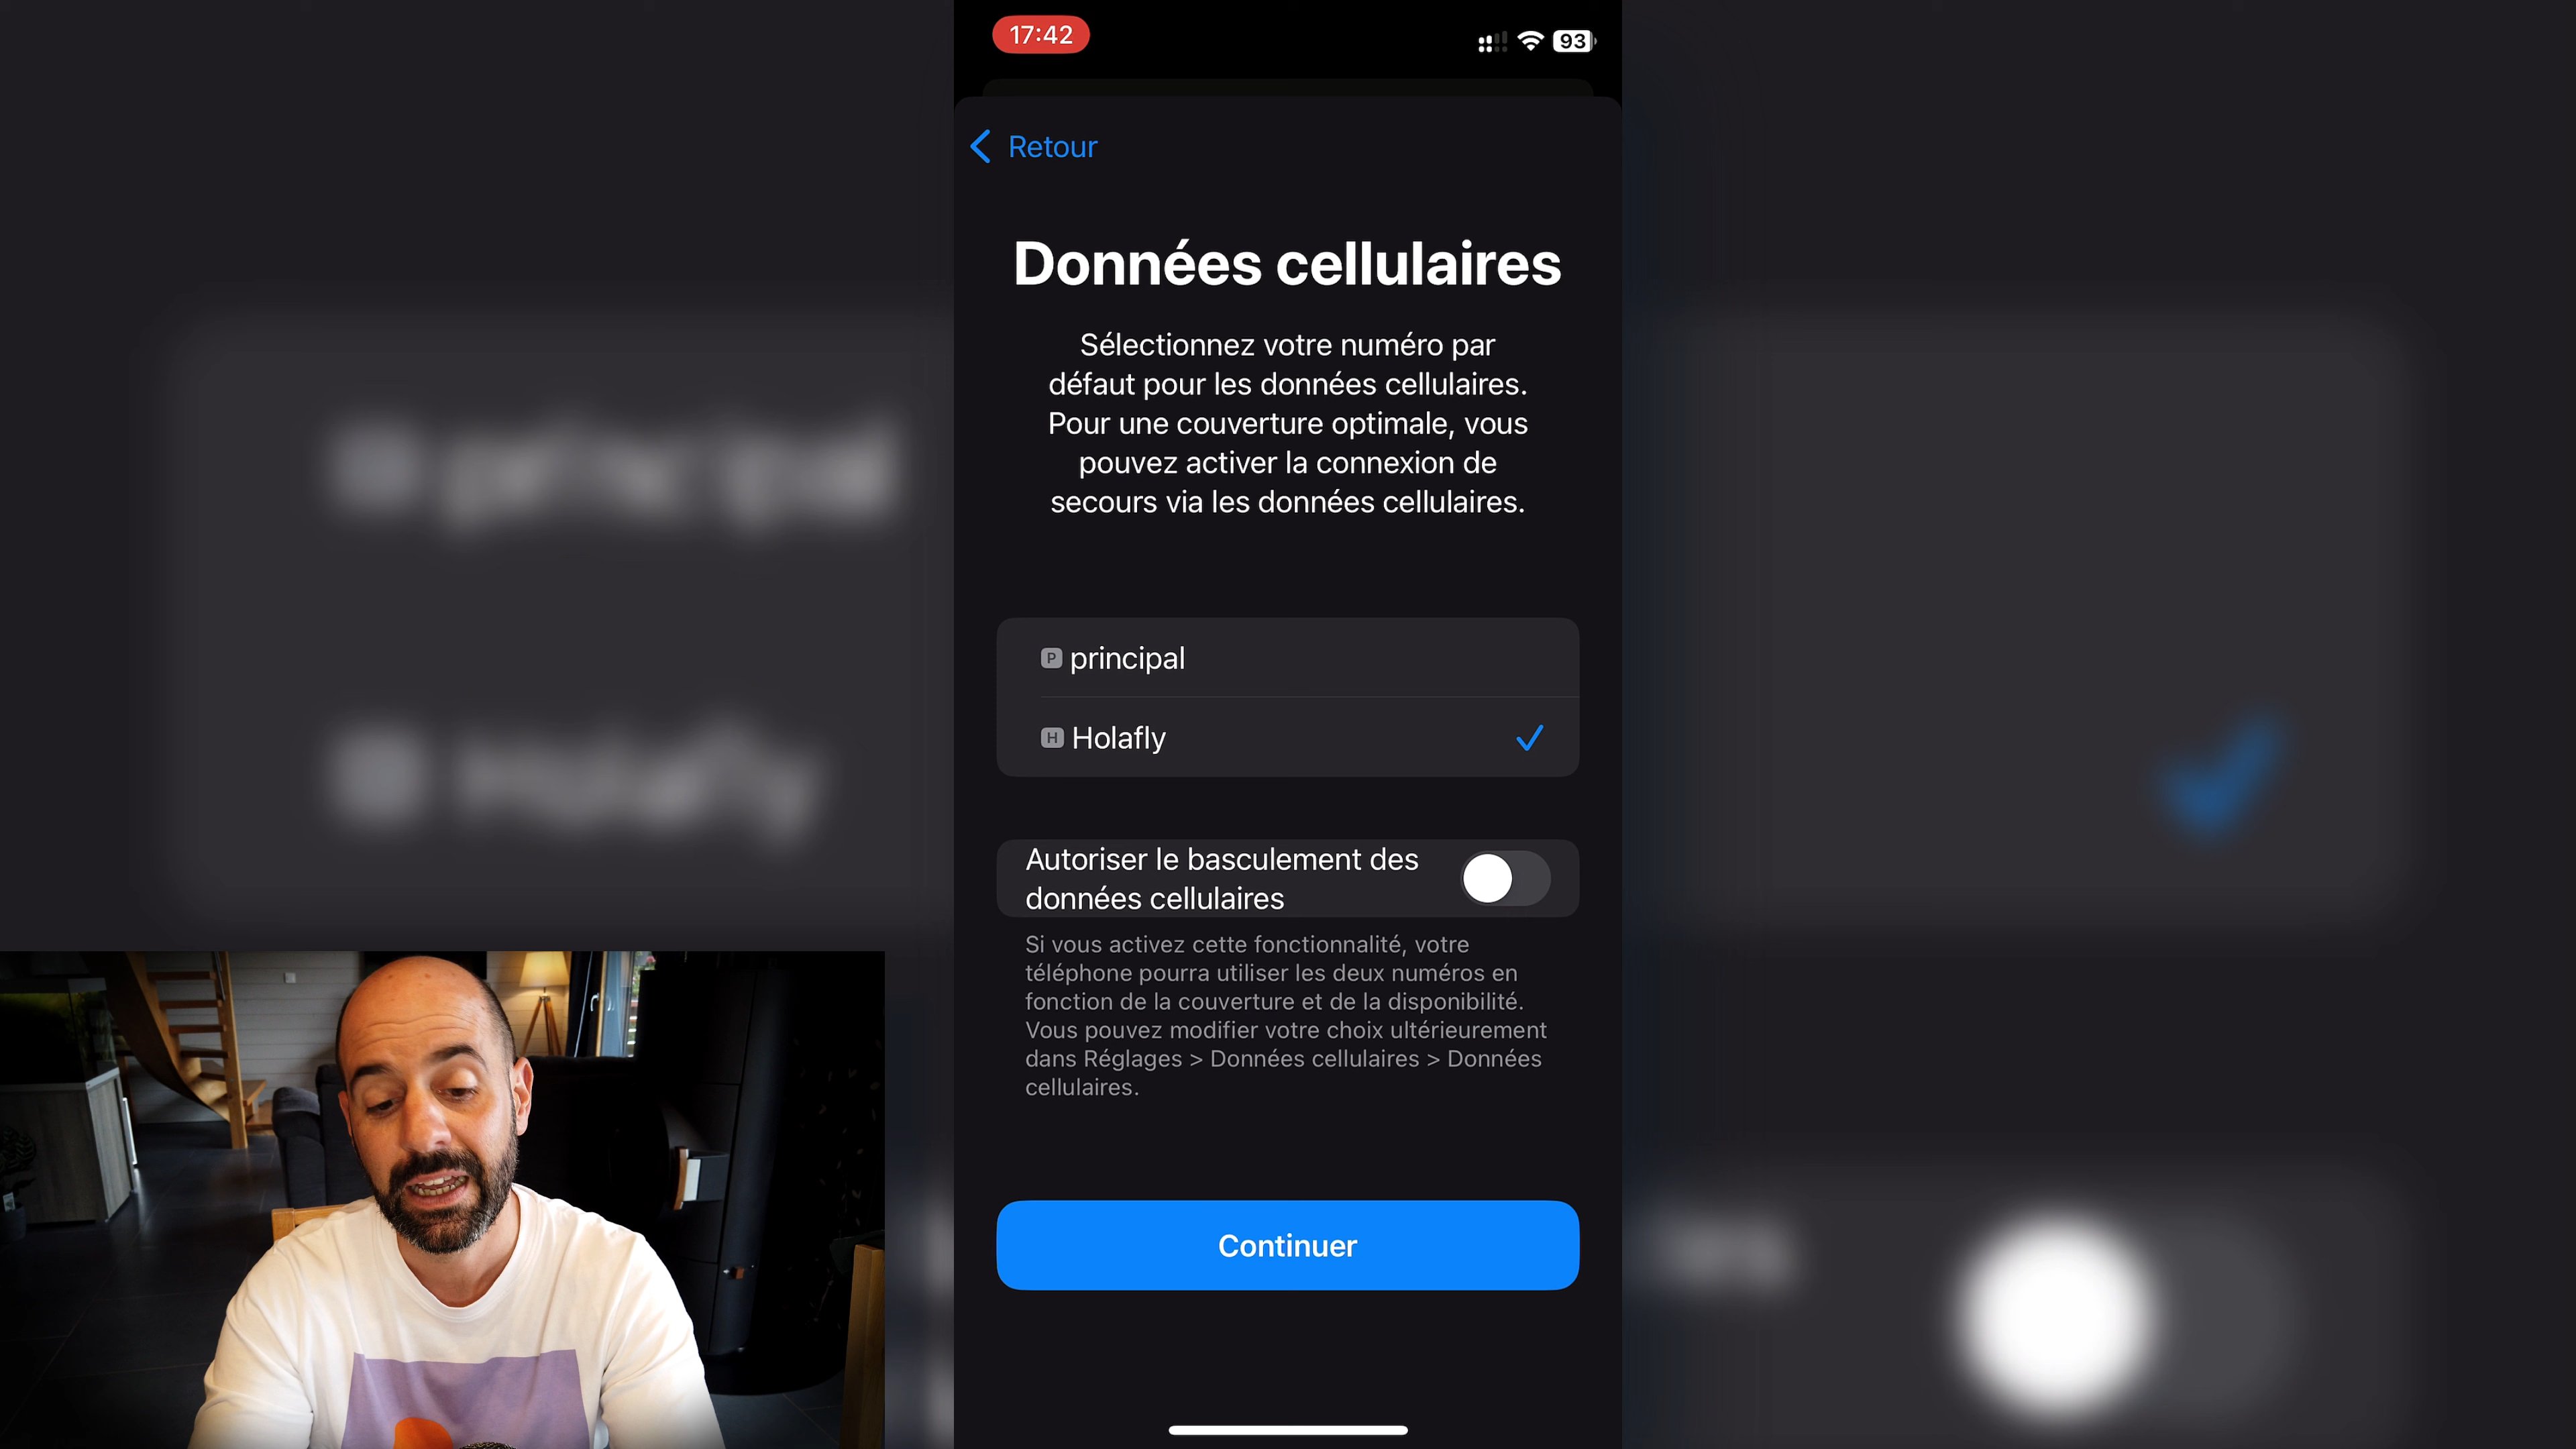 17:42
93
Retour
Données cellulaires
Sélectionnez votre numéro par
défaut pour les données cellulaires.
Pour une couverture optimale, vous
pouvez activer la connexion de
secours via les données cellulaires.
P principal
H Holafly
Autoriser le basculement des
données cellulaires
Si vous activez cette fonctionnalité, votre
téléphone pourra utiliser les deux numéros en
fonction de la couverture et de la disponibilité.
Vous pouvez modifier votre choix ultérieurement
dans Réglages > Données cellulaires > Données
cellulaires.
Continuer
principal
Holafly